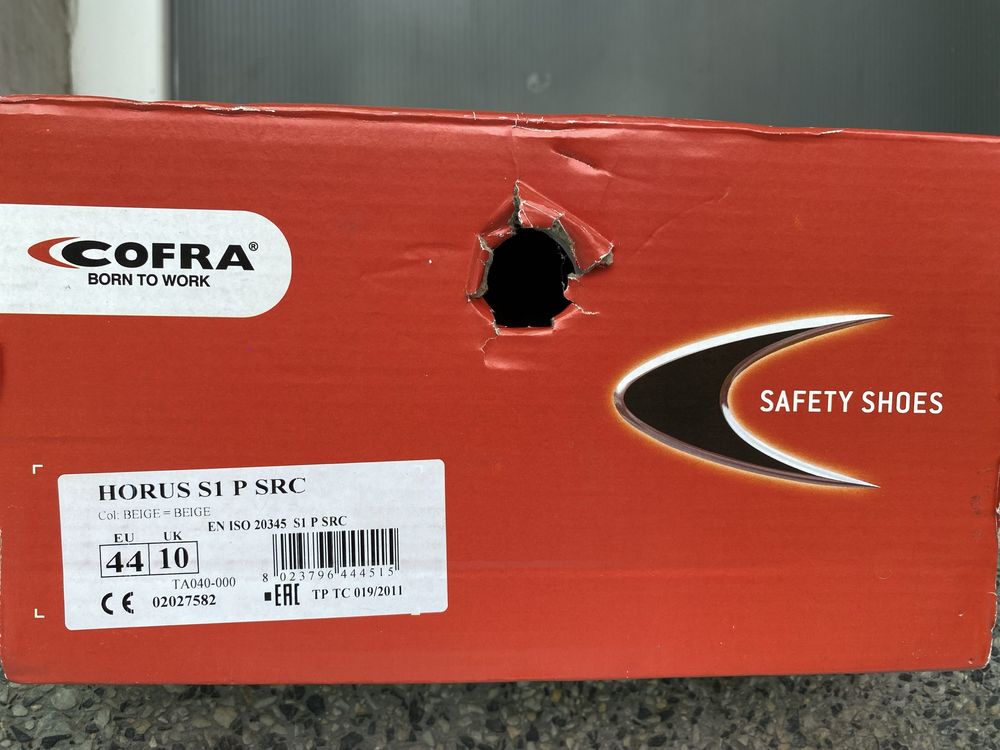 COFRA®
BORN TO WORK
SAFETY SHOES
HORUS S1 P SRC
Col: BEIGE = BEIGE
EN ISO 20345 S1 P SRC
EU UK
44 10
TA040-000
8 023796 444515
CE 02027582
EAC TP TC 019/2011